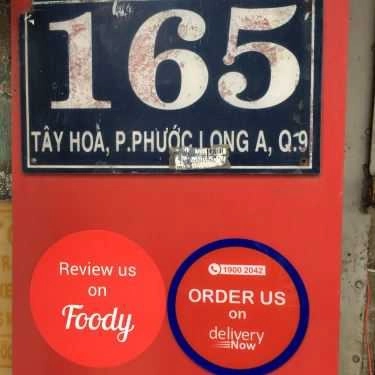 165
TÂY HOÀ, P.PHƯỚC LONG A, Q.9
Review us
on
Foody
1900 2042
ORDER US
on
delivery
Now